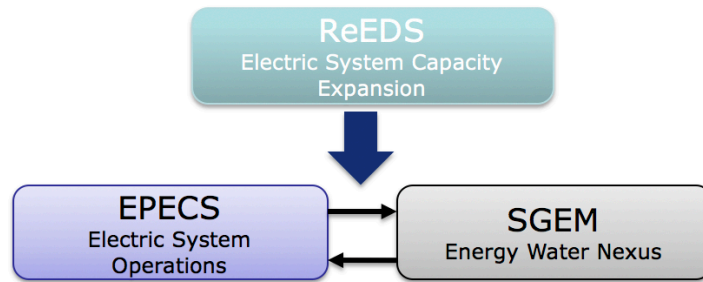 ReEDS
Electric System Capacity
Expansion
EPECS
Electric System
Operations
SGEM
Energy Water Nexus